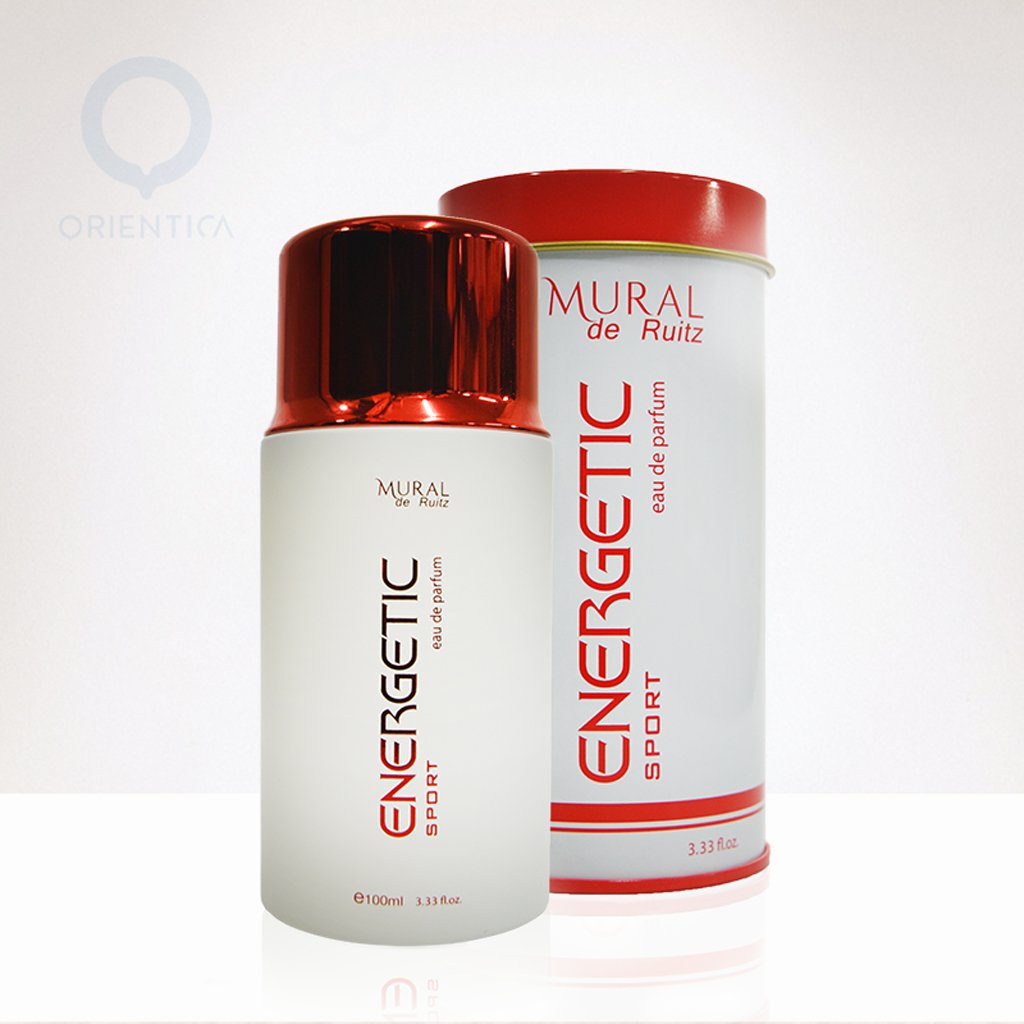 ORIENTICA
MURAL
de Ruitz
ENERGETIC
eau de parfum
SPORT
3.33 fl.oz.
MURAL
de Ruitz
ENERGETIC
eau de parfum
SPORT
℮100ml 3.33 fl.oz.